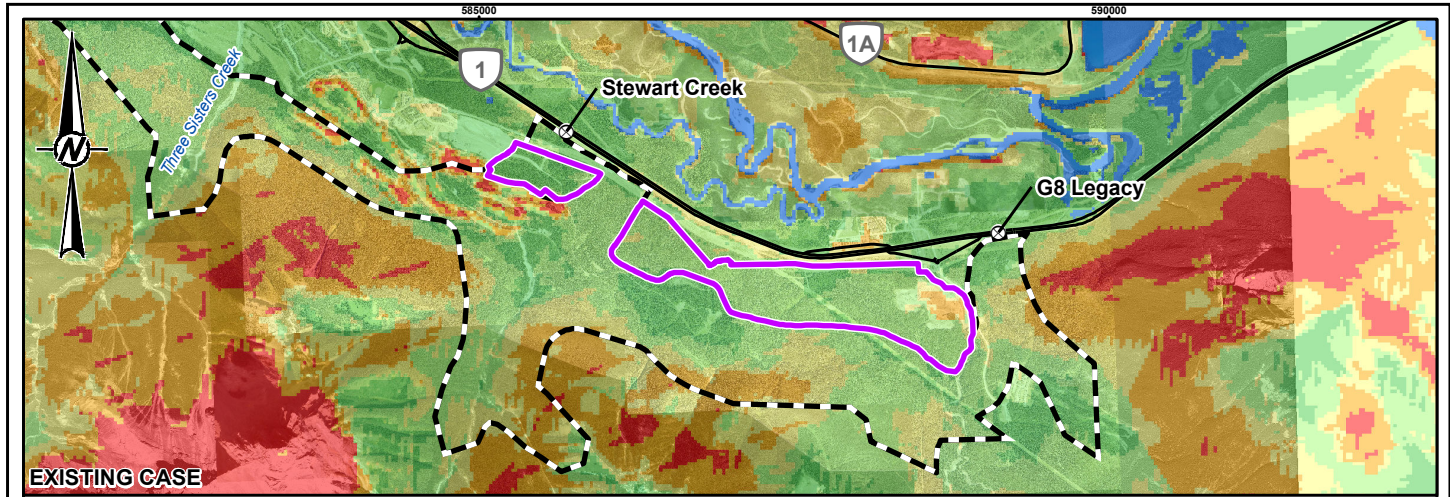 585000
590000
1A
1
Three Sisters Creek
Stewart Creek
N
G8 Legacy
EXISTING CASE